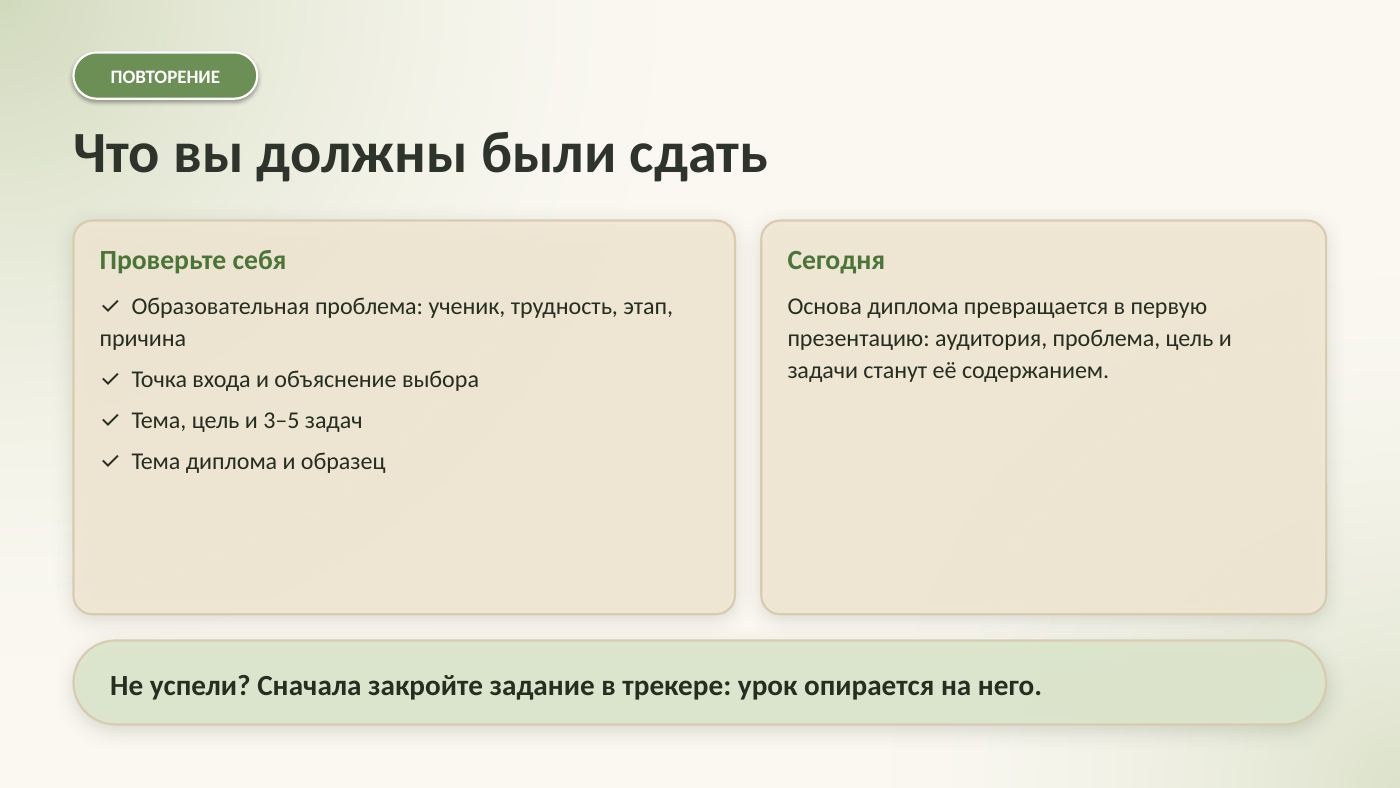 ПОВТОРЕНИЕ
Что вы должны были сдать
Проверьте себя
✓ Образовательная проблема: ученик, трудность, этап,
причина
✓ Точка входа и объяснение выбора
✓ Тема, цель и 3–5 задач
✓ Тема диплома и образец
Сегодня
Основа диплома превращается в первую
презентацию: аудитория, проблема, цель и
задачи станут её содержанием.
Не успели? Сначала закройте задание в трекере: урок опирается на него.